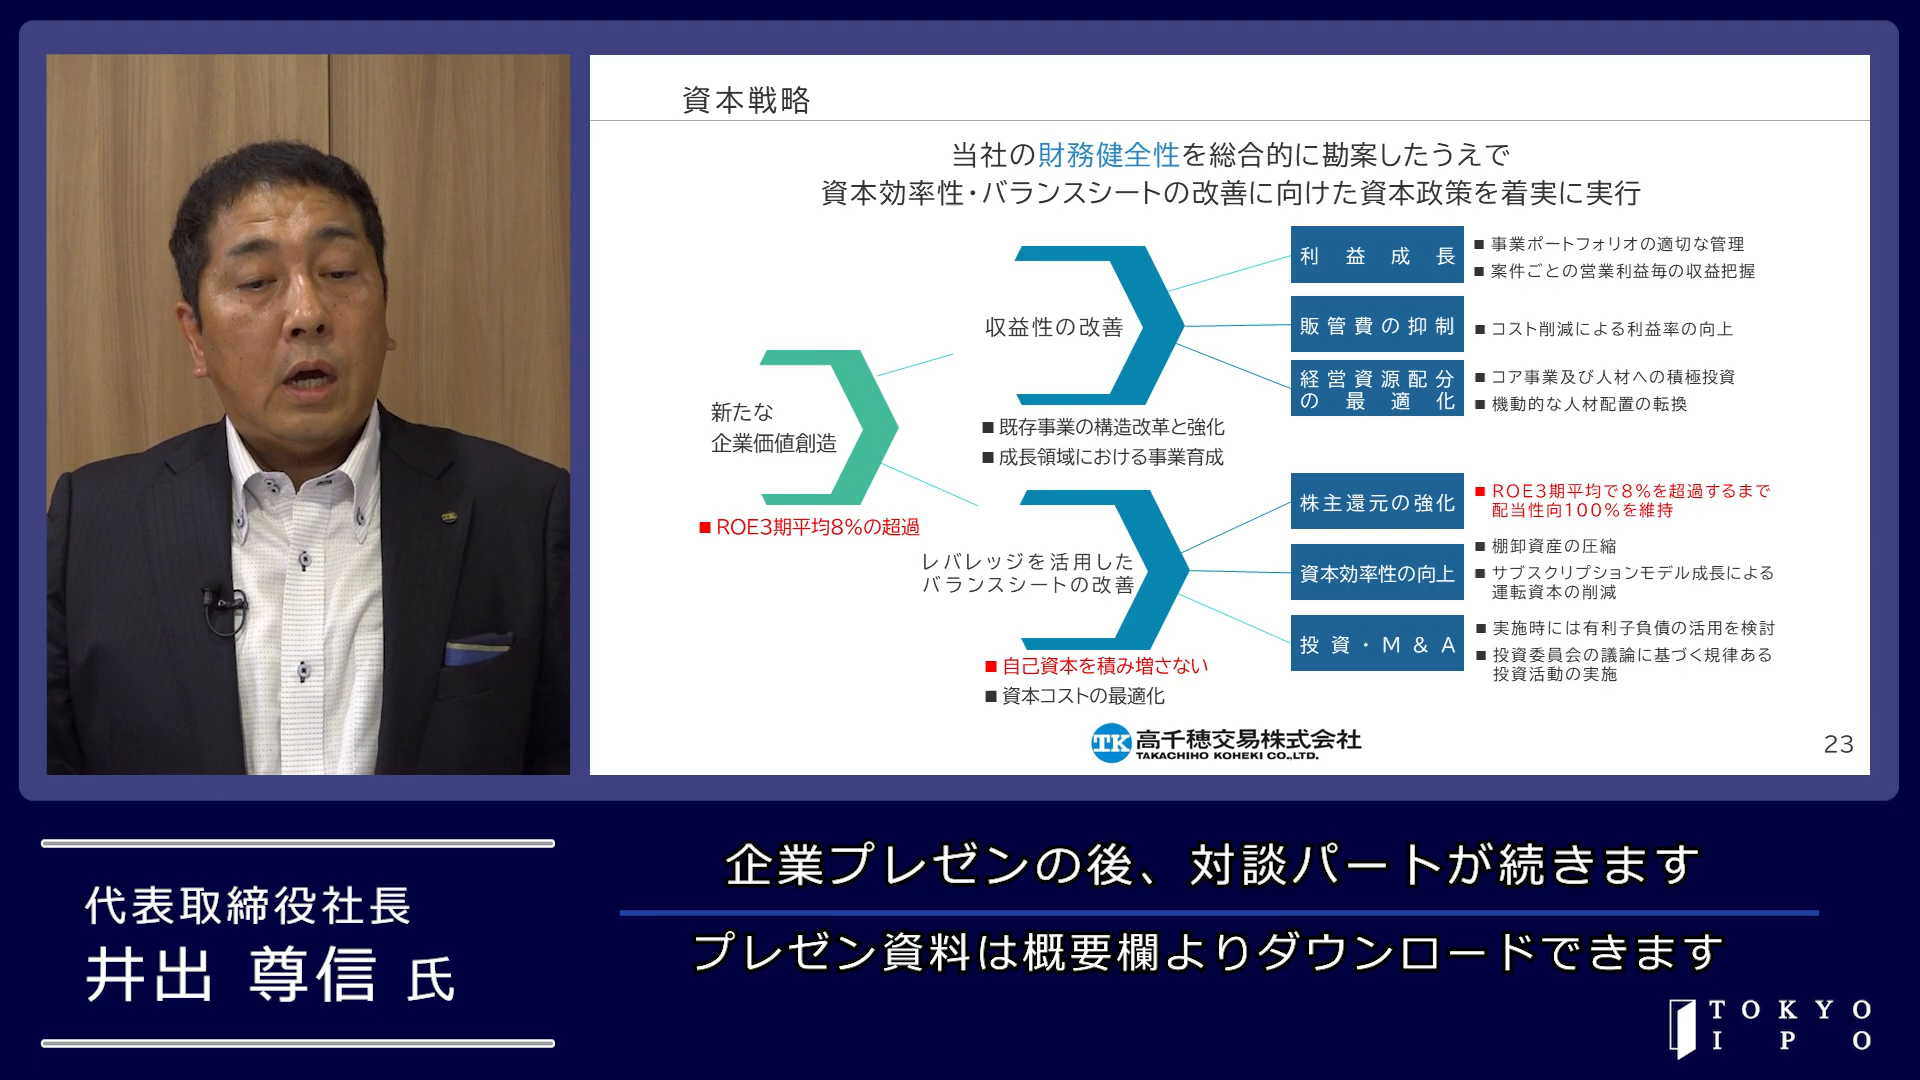 資本戦略
当社の財務健全性を総合的に勘案したうえで
資本効率性・バランスシートの改善に向けた資本政策を着実に実行
新たな
企業価値創造
■ ROE3期平均8%の超過
収益性の改善
■ 既存事業の構造改革と強化
■ 成長領域における事業育成
レバレッジを活用した
バランスシートの改善
■ 自己資本を積み増さない
■ 資本コストの最適化
利益成長
■ 事業ポートフォリオの適切な管理
■ 案件ごとの営業利益毎の収益把握
販管費の抑制
■ コスト削減による利益率の向上
経営資源配分
の最適化
■ コア事業及び人材への積極投資
■ 機動的な人材配置の転換
株主還元の強化
■ ROE3期平均で8%を超過するまで
配当性向100%を維持
資本効率性の向上
■ 棚卸資産の圧縮
■ サブスクリプションモデル成長による
運転資本の削減
投資・M&A
■ 実施時には有利子負債の活用を検討
■ 投資委員会の議論に基づく規律ある
投資活動の実施
TK 高千穂交易株式会社
TAKACHIHO KOHEKI CO.,LTD.
23
代表取締役社長
井出 尊信 氏
企業プレゼンの後、対談パートが続きます
プレゼン資料は概要欄よりダウンロードできます
TOKYO
IPO